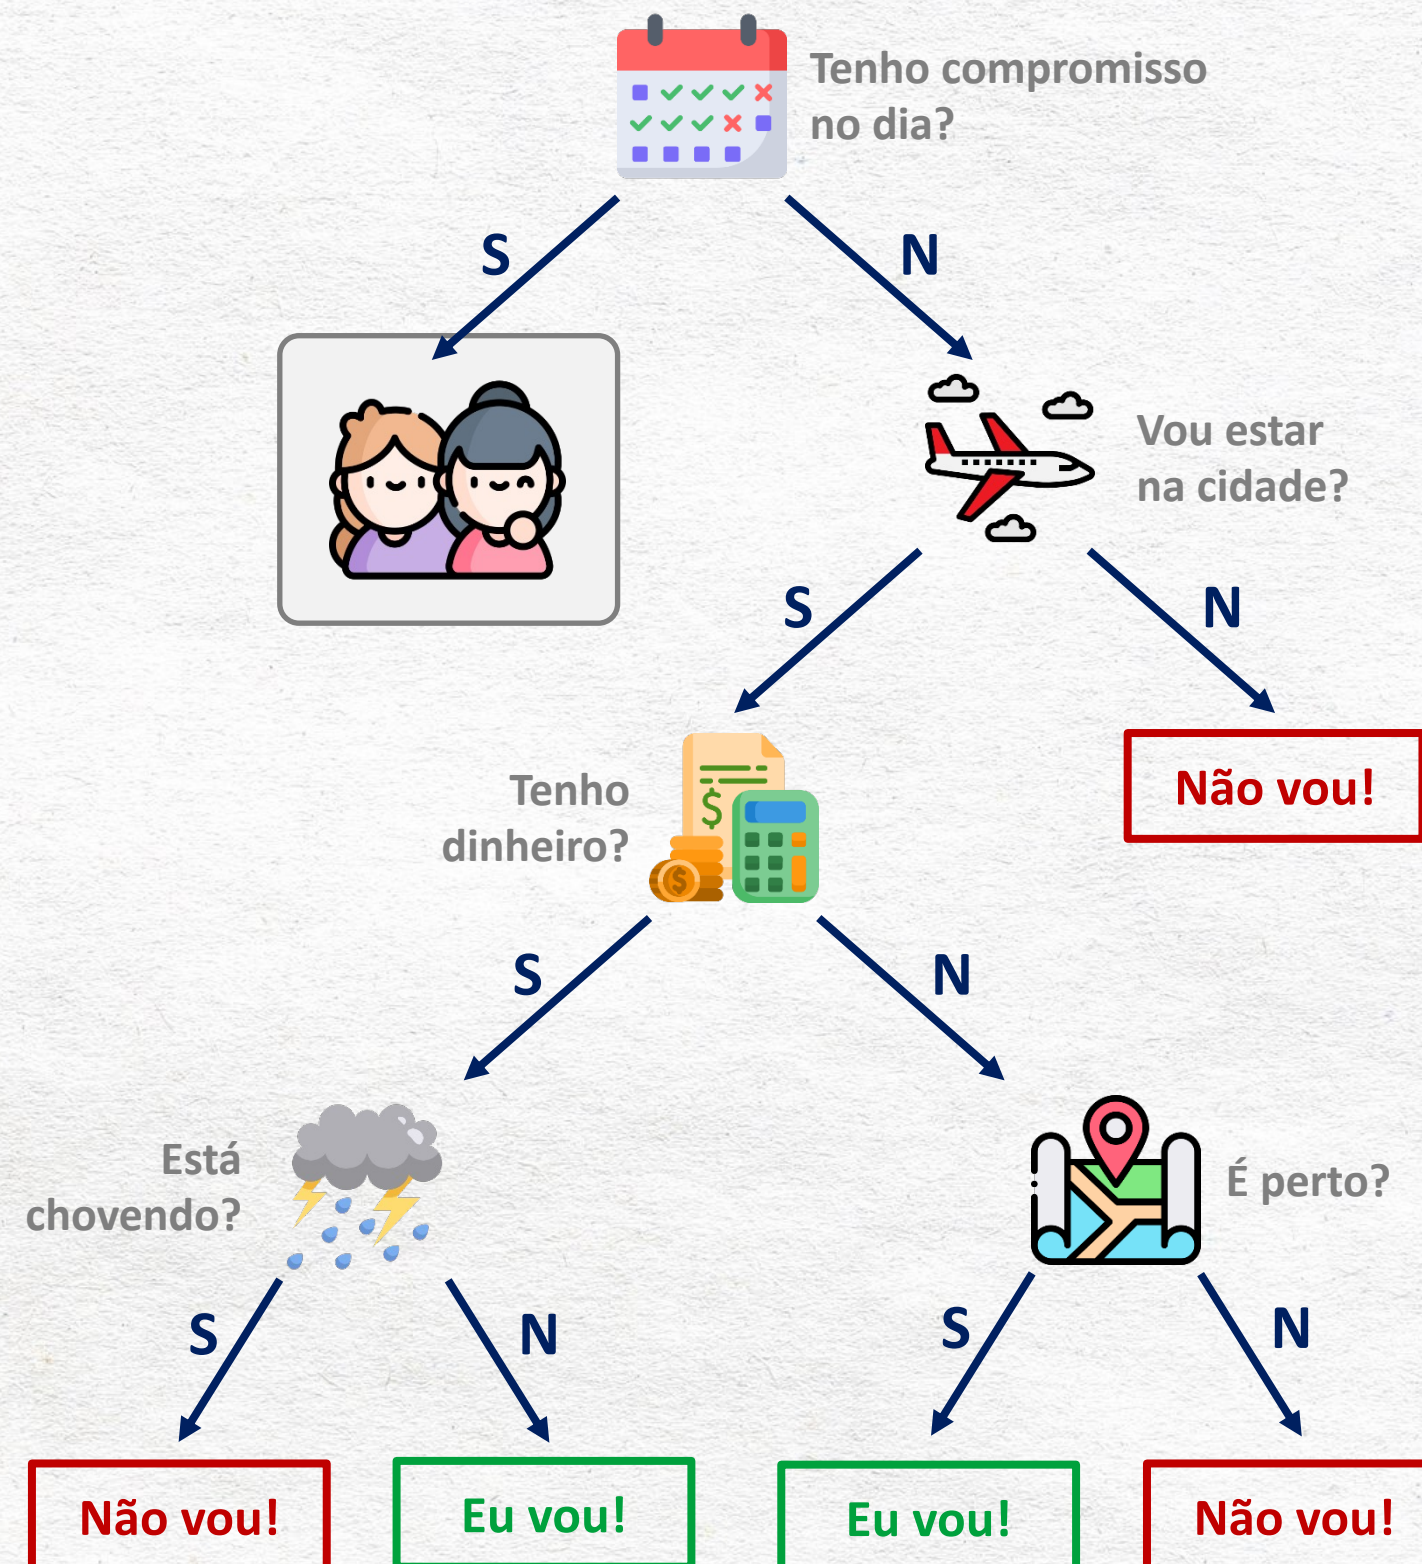 Tenho compromisso
no dia?
S
N
Vou estar
na cidade?
S
N
Não vou!
Tenho
dinheiro?
$
$
S
N
Está
chovendo?
É perto?
S
N
S
N
Não vou!
Eu vou!
Eu vou!
Não vou!